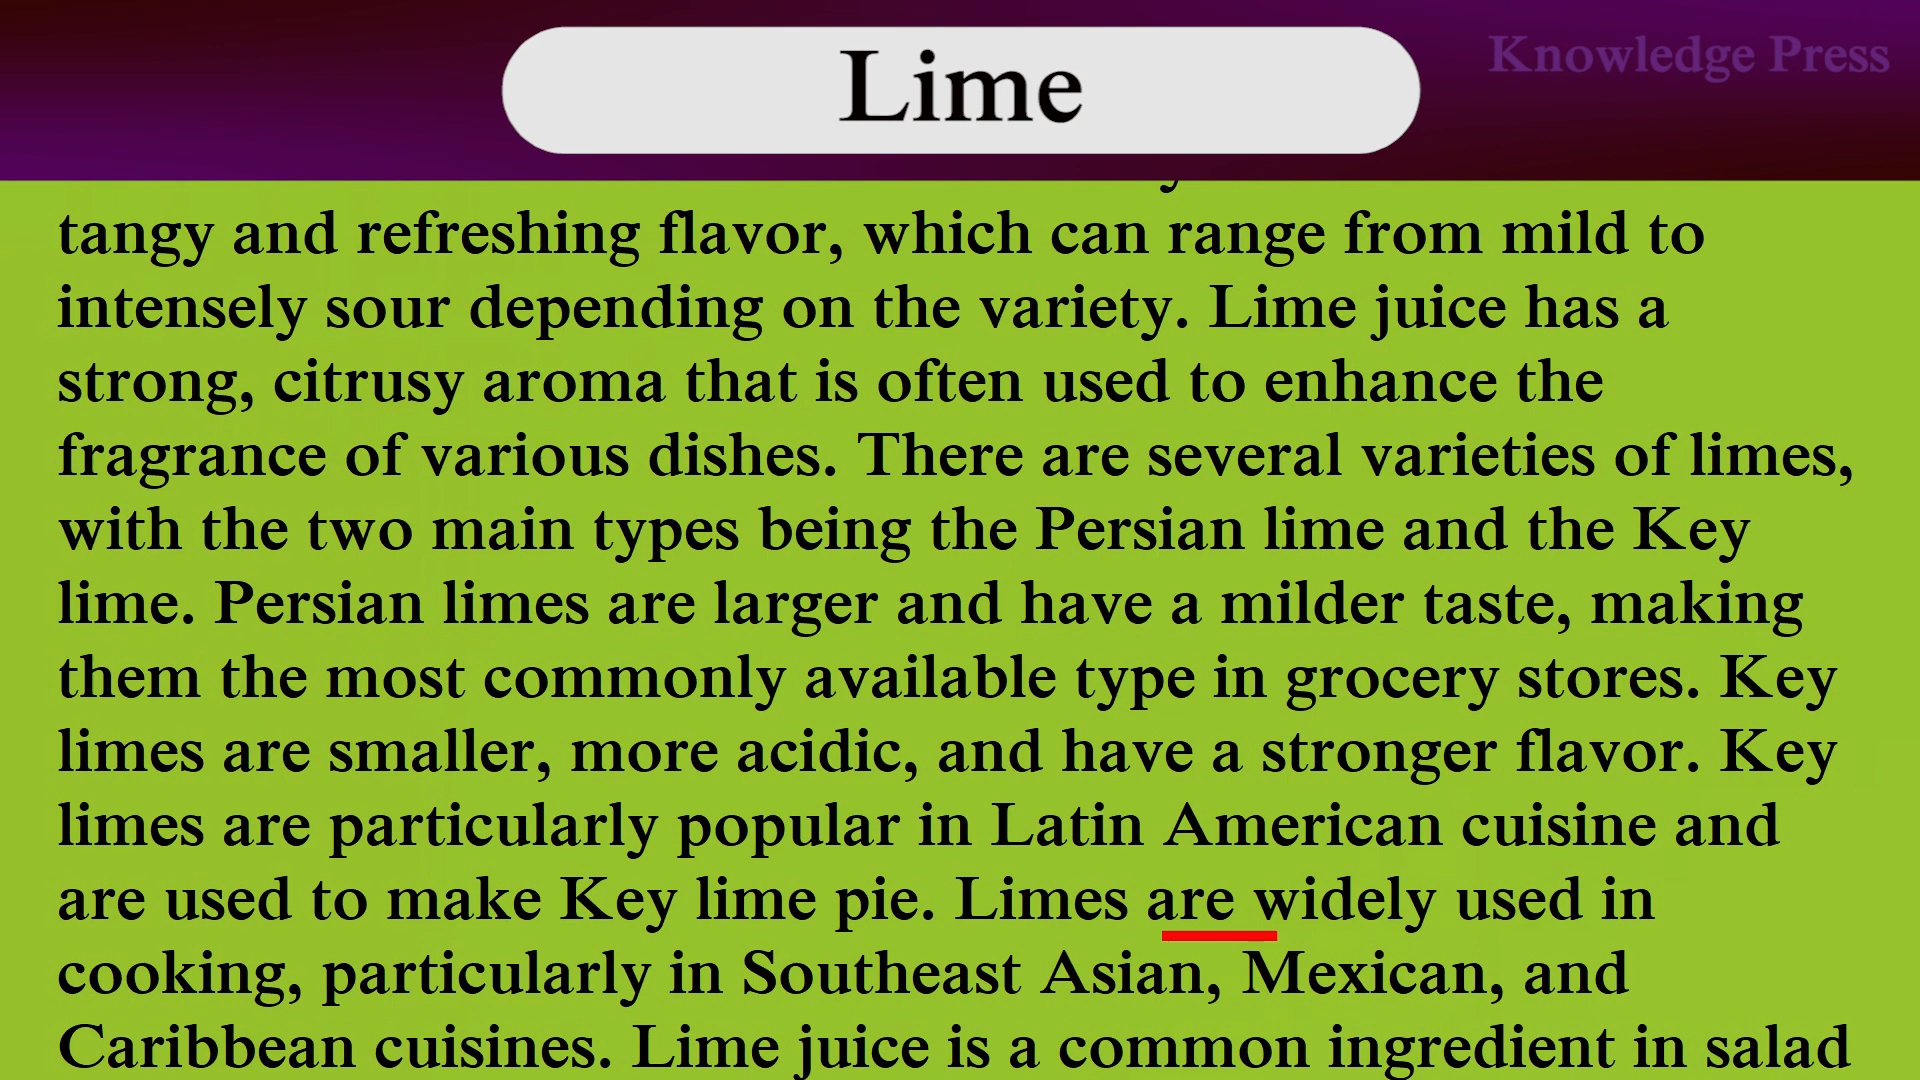 Lime
Knowledge Press
tangy and refreshing flavor, which can range from mild to
intensely sour depending on the variety. Lime juice has a
strong, citrusy aroma that is often used to enhance the
fragrance of various dishes. There are several varieties of limes,
with the two main types being the Persian lime and the Key
lime. Persian limes are larger and have a milder taste, making
them the most commonly available type in grocery stores. Key
limes are smaller, more acidic, and have a stronger flavor. Key
limes are particularly popular in Latin American cuisine and
are used to make Key lime pie. Limes are widely used in
cooking, particularly in Southeast Asian, Mexican, and
Caribbean cuisines. Lime juice is a common ingredient in salad